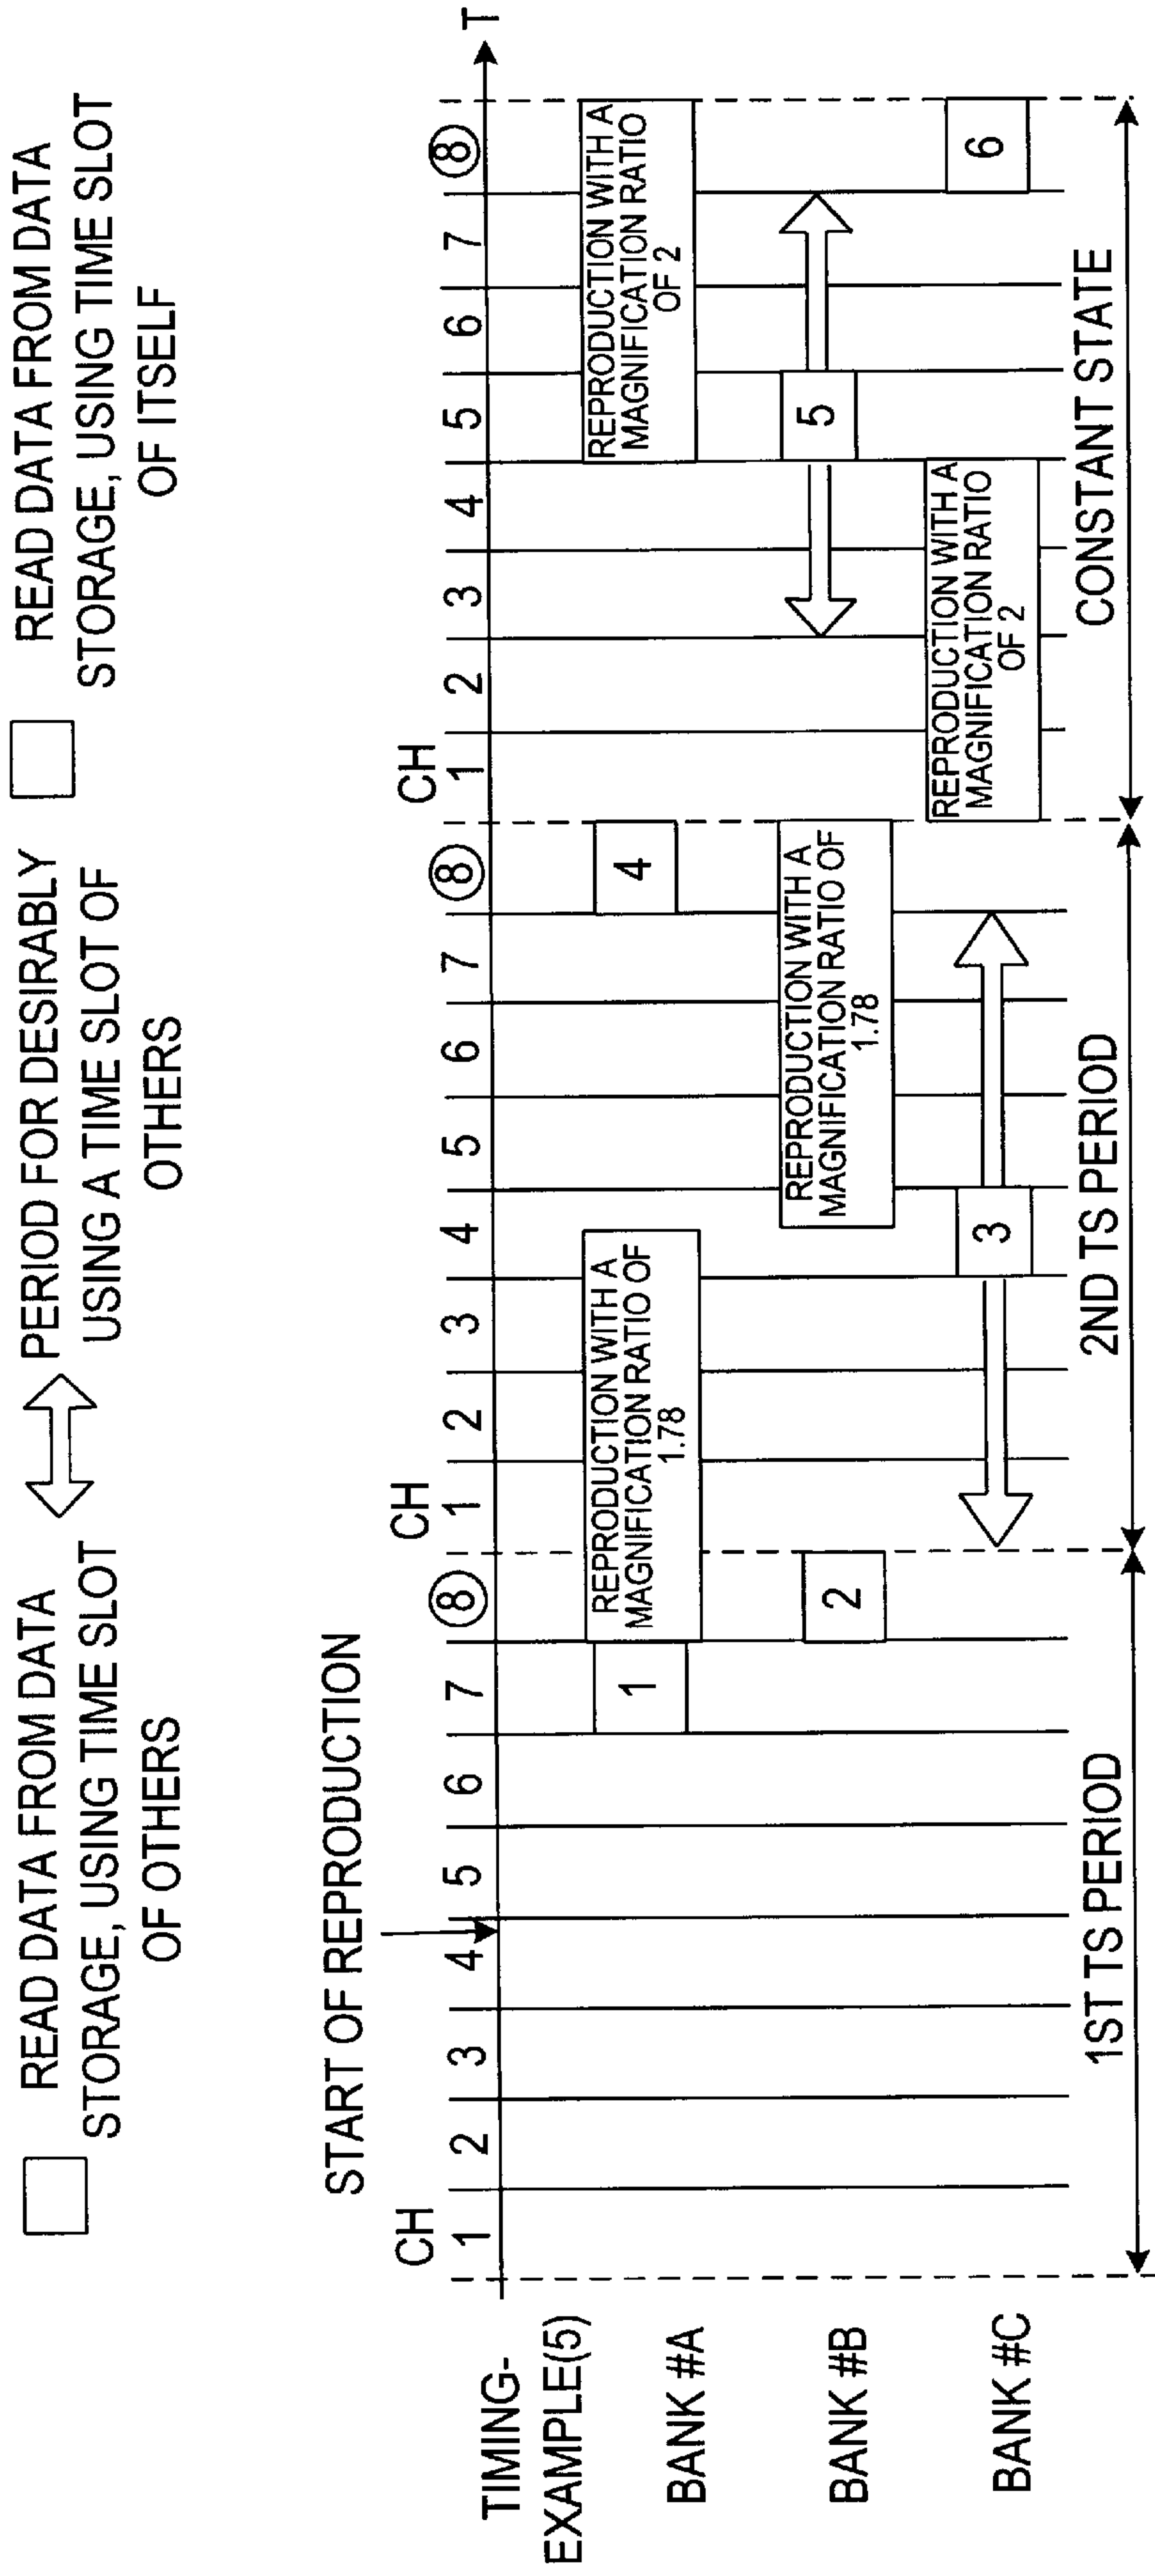 READ DATA FROM DATA
STORAGE, USING TIME SLOT
OF OTHERS
PERIOD FOR DESIRABLY
USING A TIME SLOT OF
OTHERS
READ DATA FROM DATA
STORAGE, USING TIME SLOT
OF ITSELF
START OF REPRODUCTION
CH CH CH
TIMING-
EXAMPLE(5)
1 2 3 4 5 6 7 8 1 2 3 4 5 6 7 8 1 2 3 4 5 6 7 8 T
BANK #A
1
REPRODUCTION WITH A
MAGNIFICATION RATIO OF
1.78
4
REPRODUCTION WITH A
MAGNIFICATION RATIO
OF 2
BANK #B
2
REPRODUCTION WITH A
MAGNIFICATION RATIO OF
1.78
5
BANK #C
3
REPRODUCTION WITH A
MAGNIFICATION RATIO
OF 2
6
1ST TS PERIOD
2ND TS PERIOD
CONSTANT STATE